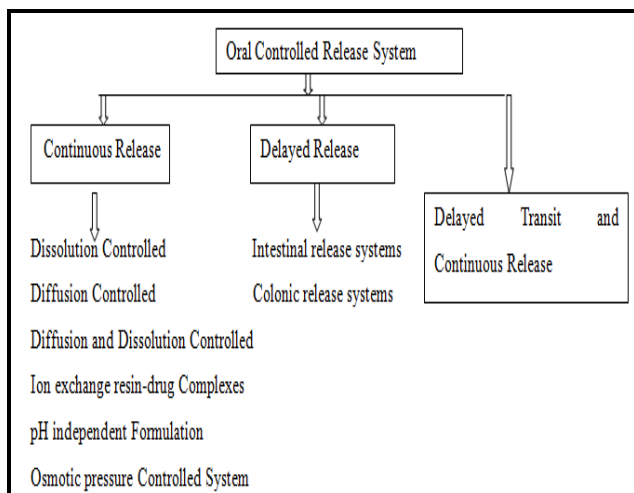 Oral Controlled Release System
Continuous Release
Delayed Release
Delayed Transit and
Continuous Release
Dissolution Controlled
Diffusion Controlled
Diffusion and Dissolution Controlled
Ion exchange resin-drug Complexes
pH independent Formulation
Osmotic pressure Controlled System
Intestinal release systems
Colonic release systems